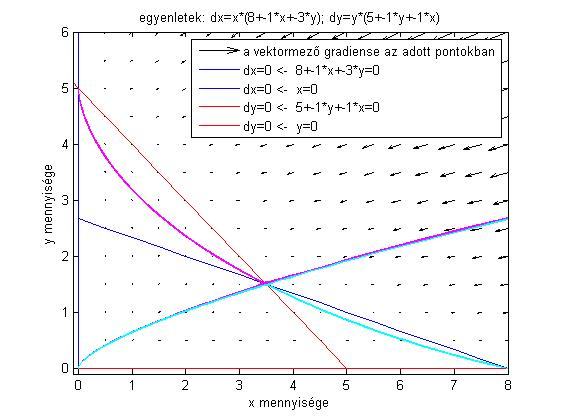 egyenletek: dx=x*(8+-1*x+-3*y); dy=y*(5+-1*y+-1*x)
a vektormező gradiense az adott pontokban
dx=0 <- 8+-1*x+-3*y=0
dx=0 <- x=0
dy=0 <- 5+-1*y+-1*x=0
dy=0 <- y=0
y mennyisége
6
5
4
3
2
1
0
0 1 2 3 4 5 6 7 8
x mennyisége